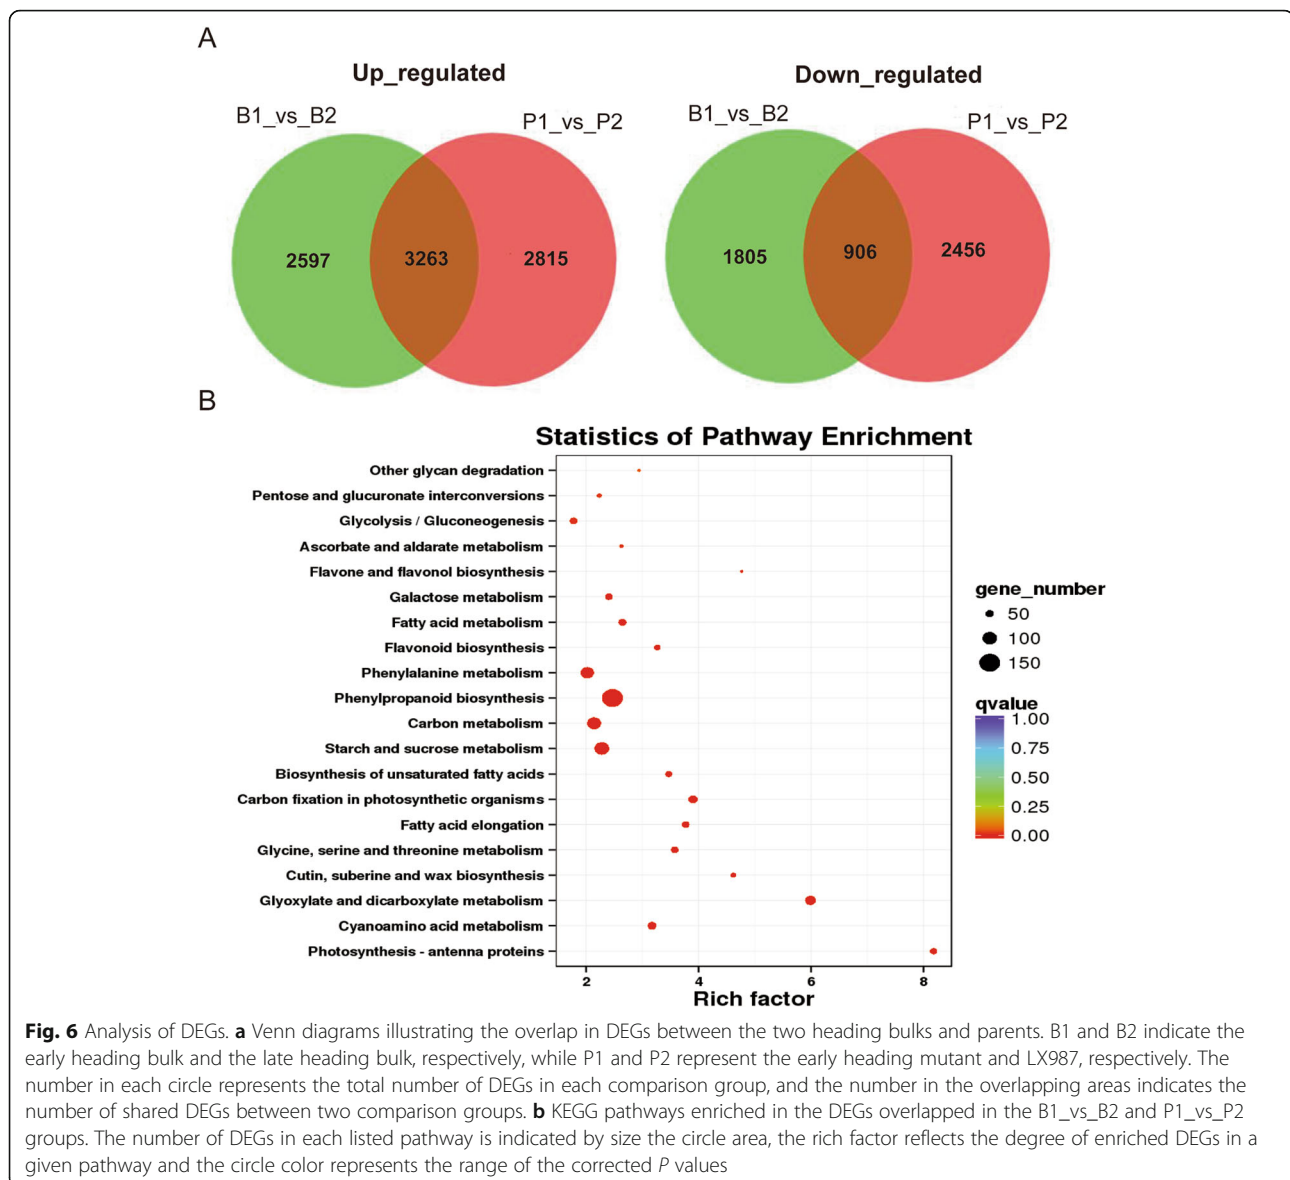 A
Up_regulated
Down_regulated
B1_vs_B2
P1_vs_P2
B1_vs_B2
P1_vs_P2
2597
3263
2815
1805
906
2456
B
Statistics of Pathway Enrichment
Other glycan degradation
Pentose and glucuronate interconversions
Glycolysis / Gluconeogenesis
Ascorbate and aldarate metabolism
Flavone and flavonol biosynthesis
Galactose metabolism
Fatty acid metabolism
Flavonoid biosynthesis
Phenylalanine metabolism
Phenylpropanoid biosynthesis
Carbon metabolism
Starch and sucrose metabolism
Biosynthesis of unsaturated fatty acids
Carbon fixation in photosynthetic organisms
Fatty acid elongation
Glycine, serine and threonine metabolism
Cutin, suberine and wax biosynthesis
Glyoxylate and dicarboxylate metabolism
Cyanoamino acid metabolism
Photosynthesis - antenna proteins
2 4 6 8
Rich factor
gene_number
50
100
150
qvalue
1.00
0.75
0.50
0.25
0.00
Fig. 6 Analysis of DEGs. a Venn diagrams illustrating the overlap in DEGs between the two heading bulks and parents. B1 and B2 indicate the
early heading bulk and the late heading bulk, respectively, while P1 and P2 represent the early heading mutant and LX987, respectively. The
number in each circle represents the total number of DEGs in each comparison group, and the number in the overlapping areas indicates the
number of shared DEGs between two comparison groups. b KEGG pathways enriched in the DEGs overlapped in the B1_vs_B2 and P1_vs_P2
groups. The number of DEGs in each listed pathway is indicated by size the circle area, the rich factor reflects the degree of enriched DEGs in a
given pathway and the circle color represents the range of the corrected P values